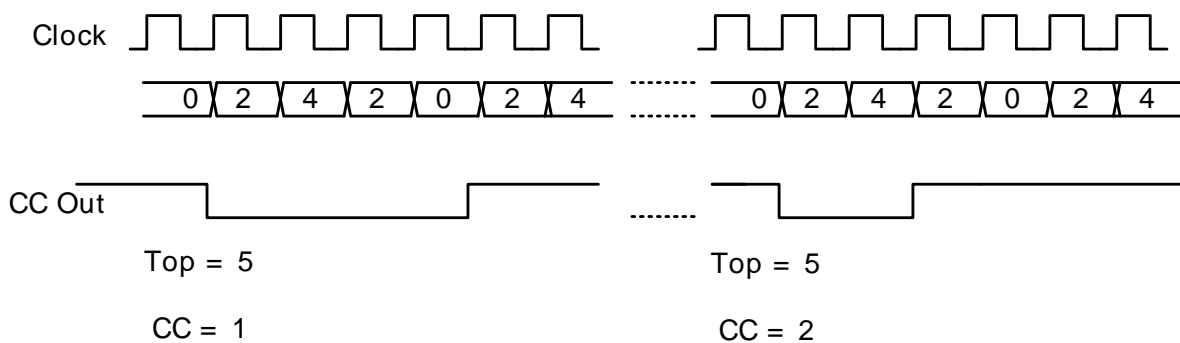 Clock
0 2 4 2 0 2 4 0 2 4 2 0 2 4
CC Out
Top = 5 Top = 5
CC = 1 CC = 2